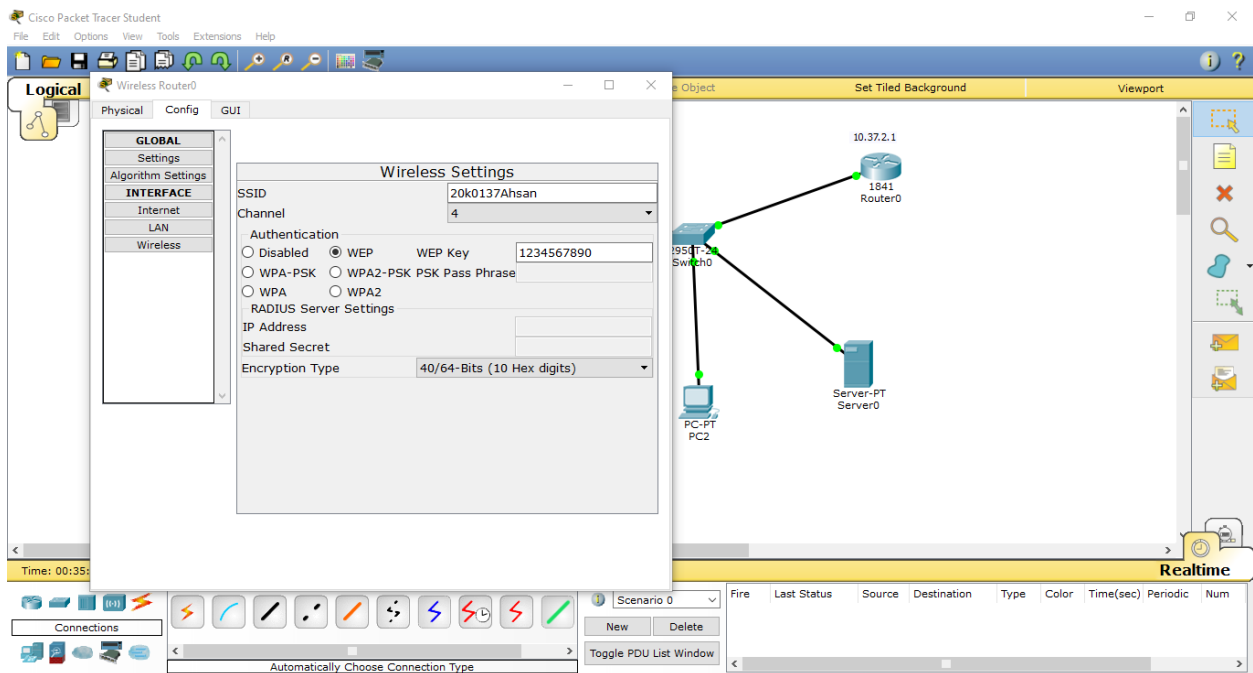 Cisco Packet Tracer Student
File Edit Options View Tools Extensions Help
Logical
Wireless Router0
e Object
Set Tiled Background
Viewport
Physical Config GUI
GLOBAL
Settings
Algorithm Settings
INTERFACE
Internet
LAN
Wireless
Wireless Settings
SSID 20k0137Ahsan
Channel 4
Authentication
Disabled WEP WEP Key 1234567890
WPA-PSK WPA2-PSK PSK Pass Phrase
WPA WPA2
RADIUS Server Settings
IP Address
Shared Secret
Encryption Type 40/64-Bits (10 Hex digits)
10.37.2.1
1841
Router0
2950T-24
Switch0
Server-PT
Server0
PC-PT
PC2
Time: 00:35:
Realtime
Connections
Automatically Choose Connection Type
Scenario 0
New Delete
Toggle PDU List Window
Fire Last Status Source Destination Type Color Time(sec) Periodic Num